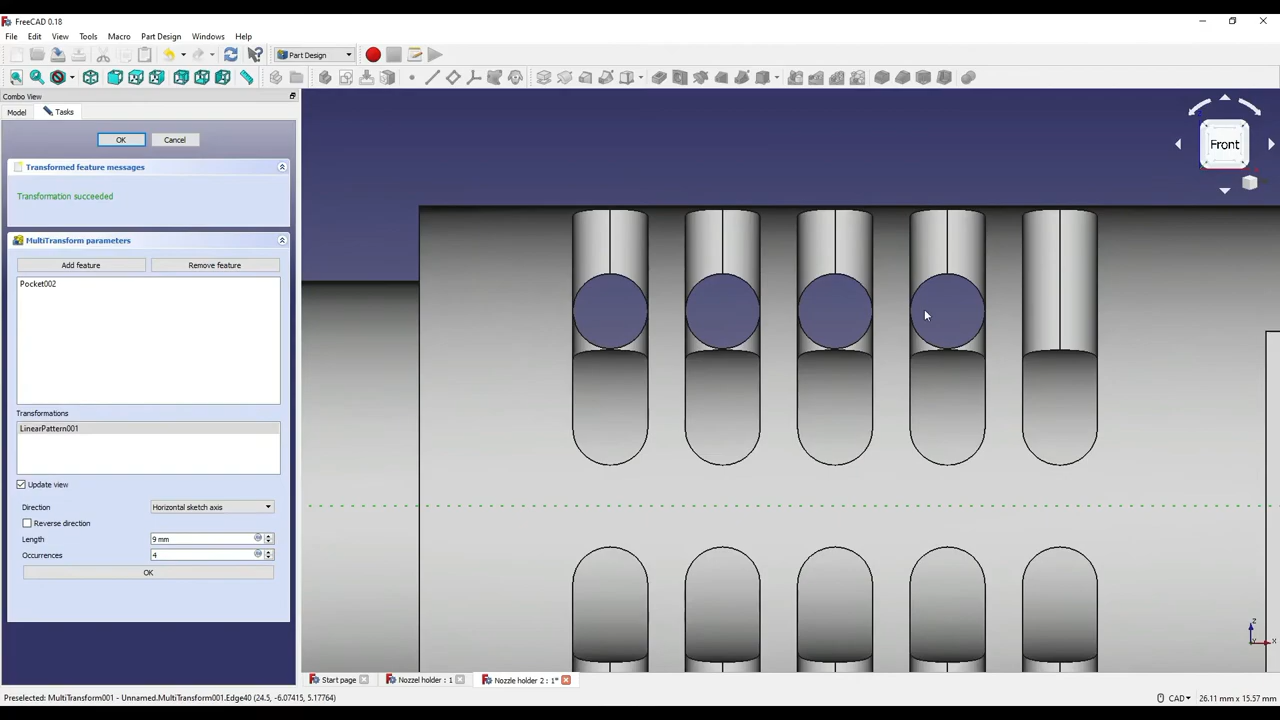 FreeCAD 0.18
File Edit View Tools Macro Part Design Windows Help
Part Design
Combo View
Model Tasks
OK Cancel
Transformed feature messages
Transformation succeeded
MultiTransform parameters
Add feature Remove feature
Pocket002
Transformations
LinearPattern001
Update view
Direction Horizontal sketch axis
Reverse direction
Length 9 mm
Occurrences 4
OK
Front
Z
X
Start page Nozzel holder : 1 Nozzle holder 2 : 1*
Preselected: MultiTransform001 - Unnamed.MultiTransform001.Edge40 (24.5, -6.07415, 5.17764) CAD 26.11 mm x 15.57 mm